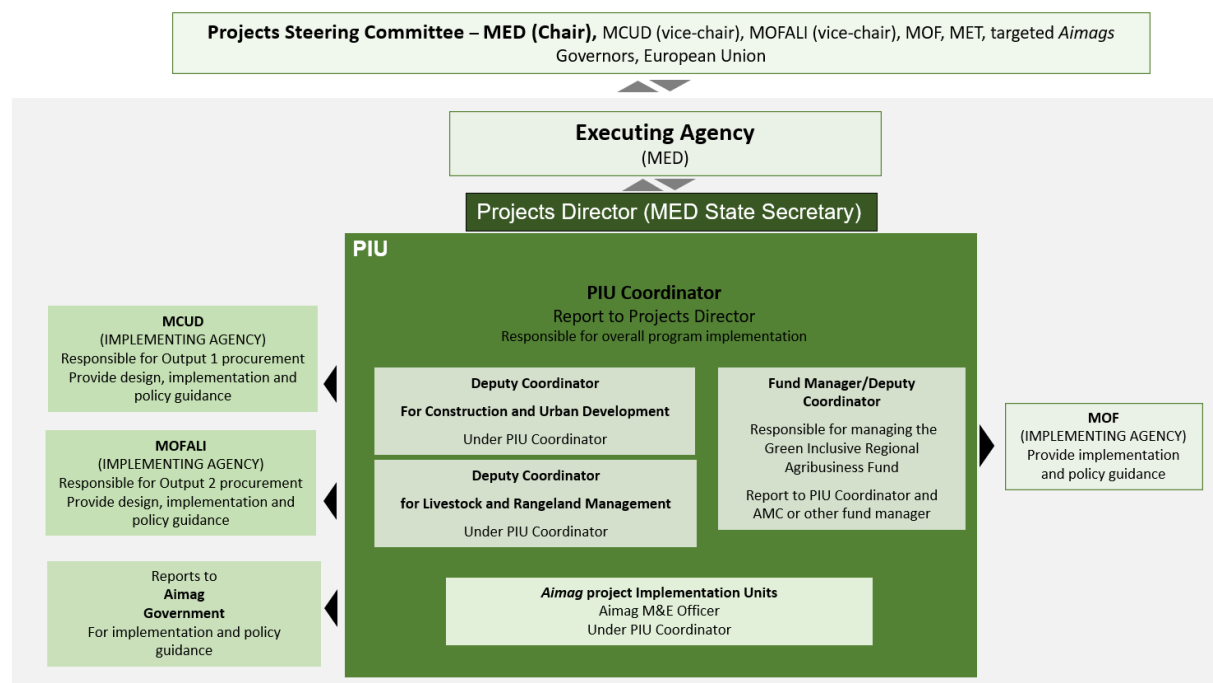 Projects Steering Committee – MED (Chair), MCUD (vice-chair), MOFALI (vice-chair), MOF, MET, targeted Aimags
Governors, European Union
Executing Agency
(MED)
Projects Director (MED State Secretary)
PIU
PIU Coordinator
Report to Projects Director
Responsible for overall program implementation
MCUD
(IMPLEMENTING AGENCY)
Responsible for Output 1 procurement
Provide design, implementation and
policy guidance
MOFALI
(IMPLEMENTING AGENCY)
Responsible for Output 2 procurement
Provide design, implementation and
policy guidance
Reports to
Aimag
Government
For implementation and policy
guidance
Deputy Coordinator
For Construction and Urban Development
Under PIU Coordinator
Deputy Coordinator
for Livestock and Rangeland Management
Under PIU Coordinator
Fund Manager/Deputy
Coordinator
Responsible for managing the
Green Inclusive Regional
Agribusiness Fund
Report to PIU Coordinator and
AMC or other fund manager
Aimag project Implementation Units
Aimag M&E Officer
Under PIU Coordinator
MOF
(IMPLEMENTING AGENCY)
Provide implementation
and policy guidance